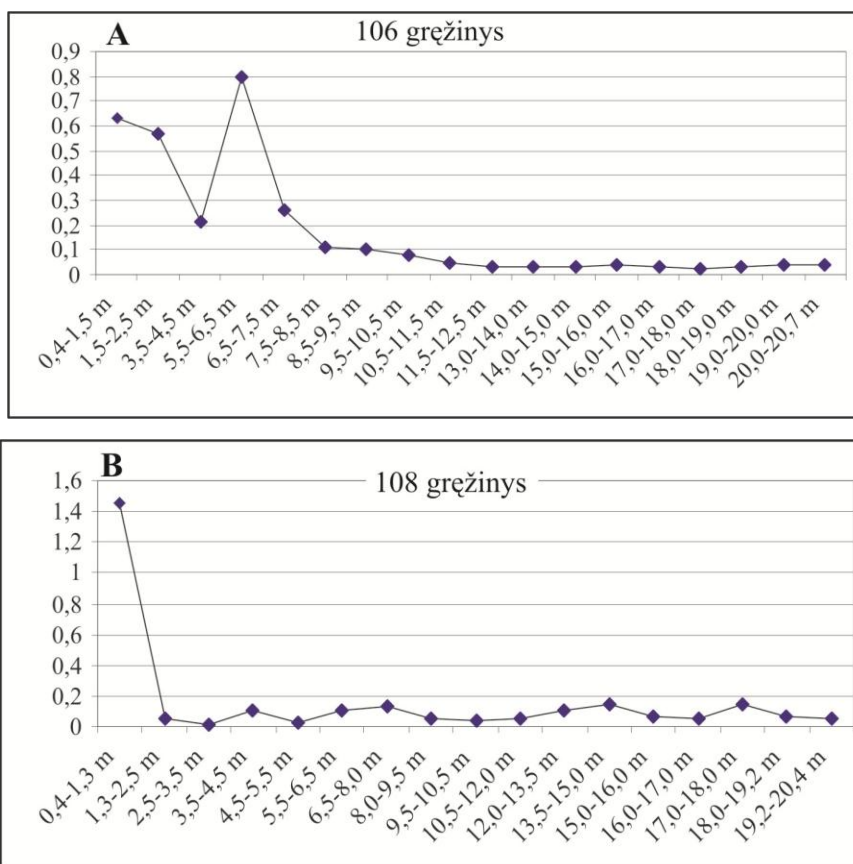 A
106 gręžinys
0,9
0,8
0,7
0,6
0,5
0,4
0,3
0,2
0,1
0
0,4-1,5 m
1,5-2,5 m
3,5-4,5 m
5,5-6,5 m
6,5-7,5 m
7,5-8,5 m
8,5-9,5 m
9,5-10,5 m
10,5-11,5 m
11,5-12,5 m
13,0-14,0 m
14,0-15,0 m
15,0-16,0 m
16,0-17,0 m
17,0-18,0 m
18,0-19,0 m
19,0-20,0 m
20,0-20,7 m
B
108 gręžinys
1,6
1,4
1,2
1
0,8
0,6
0,4
0,2
0
0,4-1,3 m
1,3-2,5 m
2,5-3,5 m
3,5-4,5 m
4,5-5,5 m
5,5-6,5 m
6,5-8,0 m
8,0-9,5 m
9,5-10,5 m
10,5-12,0 m
12,0-13,5 m
13,5-15,0 m
15,0-16,0 m
16,0-17,0 m
17,0-18,0 m
18,0-19,2 m
19,2-20,4 m